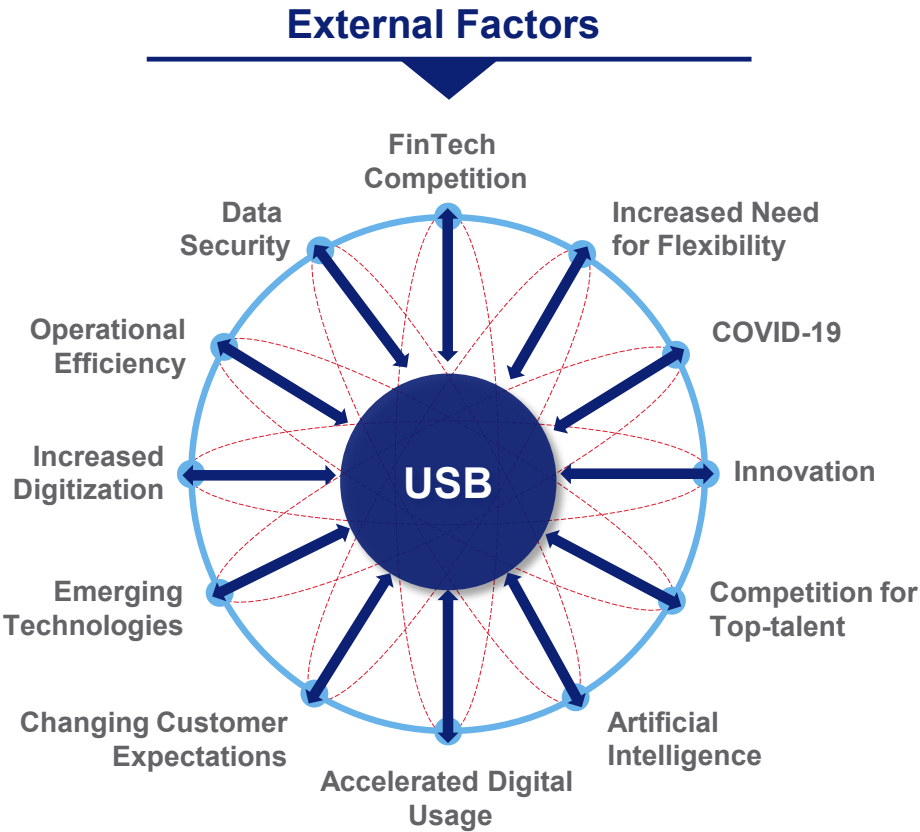 External Factors
FinTech
Competition
Increased Need
for Flexibility
COVID-19
Innovation
Competition for
Top-talent
Artificial
Intelligence
Accelerated Digital
Usage
Changing Customer
Expectations
Emerging
Technologies
Increased
Digitization
Operational
Efficiency
Data
Security
USB